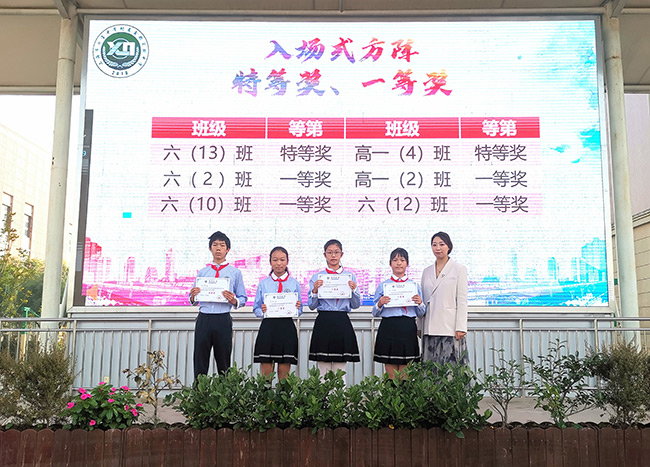 入场式方阵
特等奖、一等奖
班级 等第 班级 等第
六（13）班 特等奖 高一（4）班 特等奖
六（2）班 一等奖 高一（2）班 一等奖
六（10）班 一等奖 六（12）班 一等奖
2018